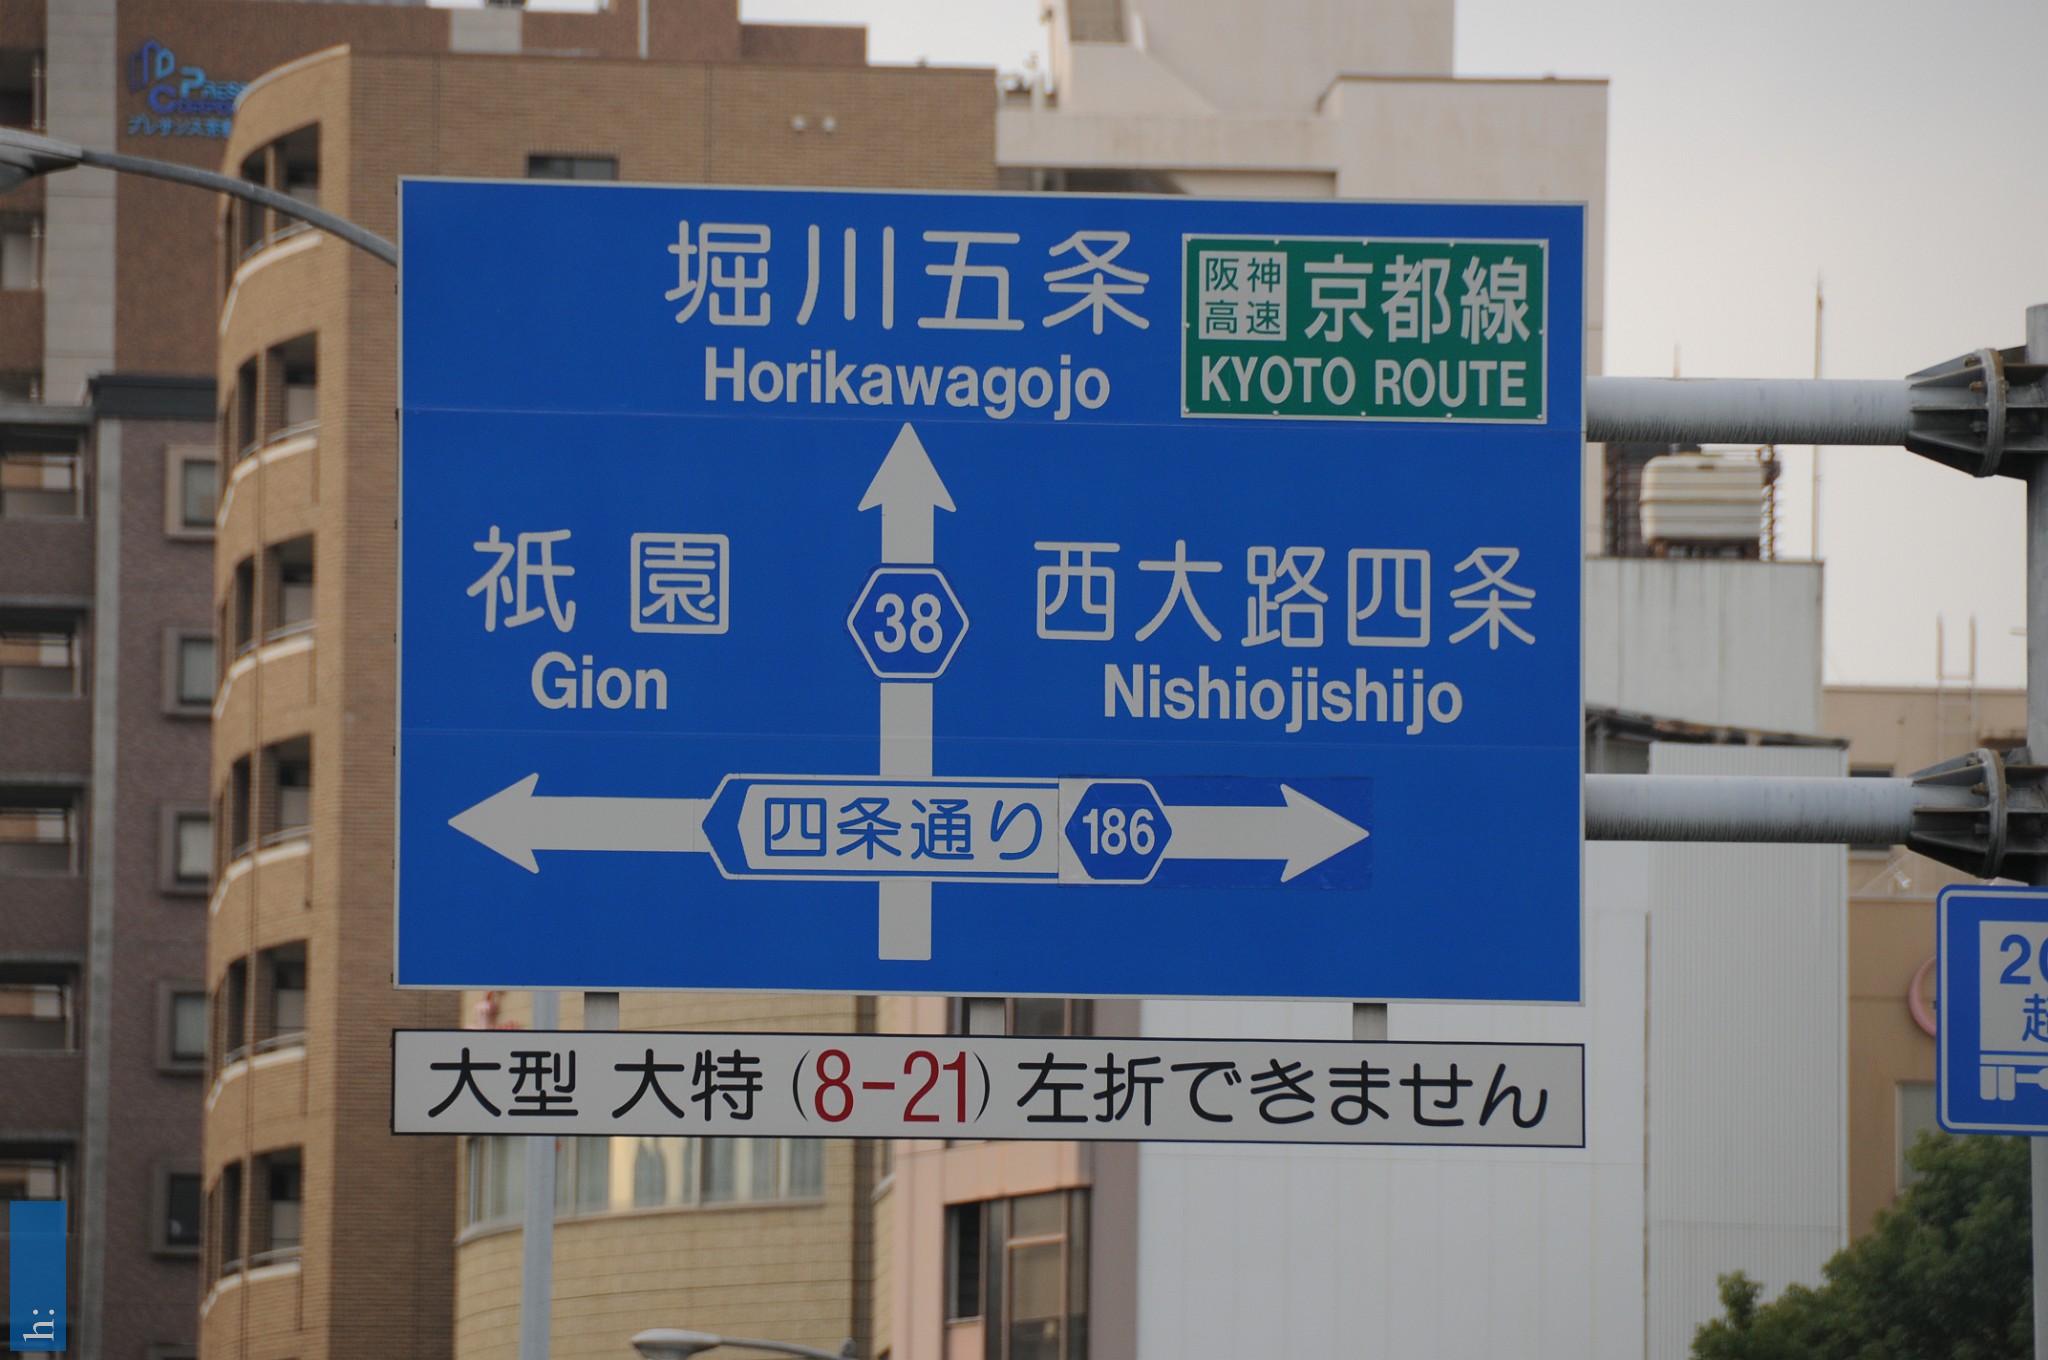 堀川五条
Horikawagojo
阪神
高速
京都線
KYOTO ROUTE
祇園
Gion
38
西大路四条
Nishiojishijo
四条通り
186
大型 大特 (8-21) 左折できません
h: